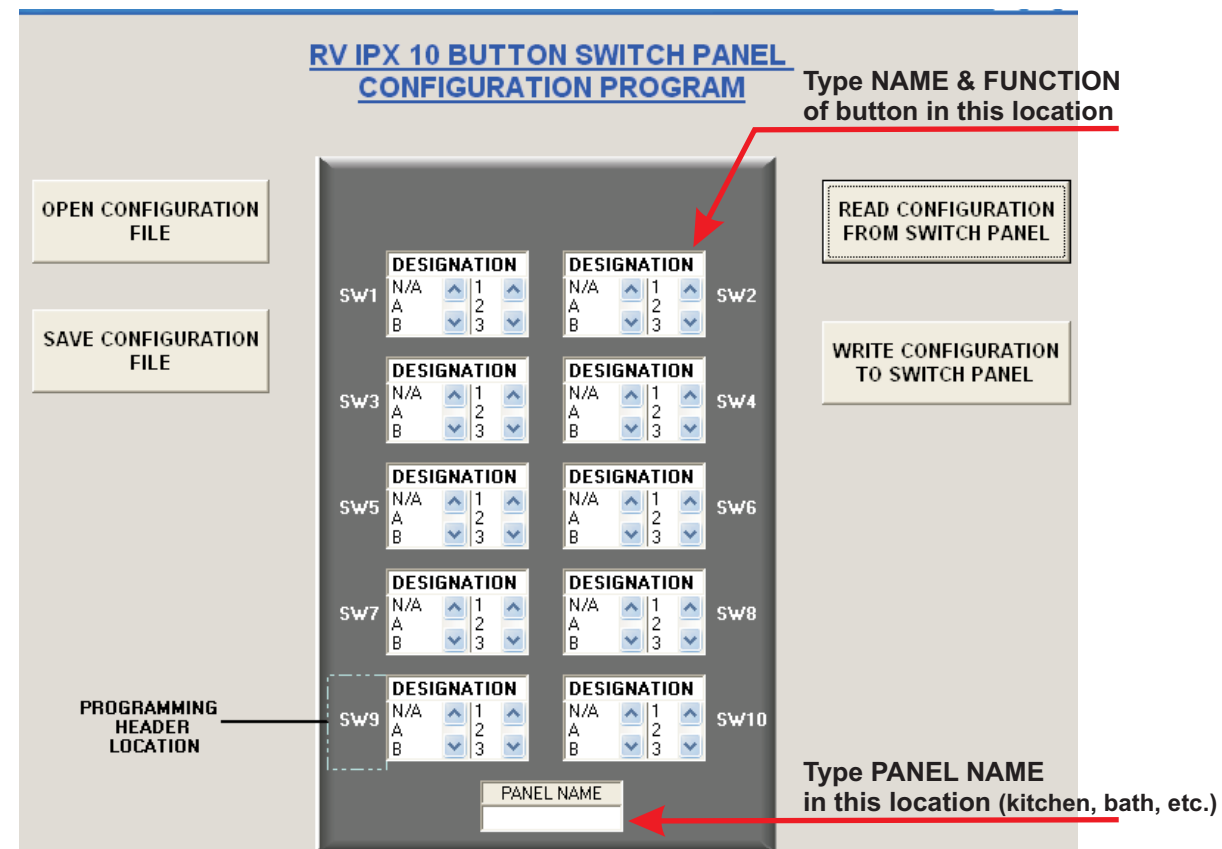 RV IPX 10 BUTTON SWITCH PANEL
CONFIGURATION PROGRAM
Type NAME & FUNCTION
of button in this location
OPEN CONFIGURATION
FILE
SAVE CONFIGURATION
FILE
READ CONFIGURATION
FROM SWITCH PANEL
WRITE CONFIGURATION
TO SWITCH PANEL
SW1
DESIGNATION
N/A 1
A 2
B 3
DESIGNATION
N/A 1
A 2
B 3
SW2
SW3
DESIGNATION
N/A 1
A 2
B 3
DESIGNATION
N/A 1
A 2
B 3
SW4
SW5
DESIGNATION
N/A 1
A 2
B 3
DESIGNATION
N/A 1
A 2
B 3
SW6
SW7
DESIGNATION
N/A 1
A 2
B 3
DESIGNATION
N/A 1
A 2
B 3
SW8
PROGRAMMING
HEADER
LOCATION
SW9
DESIGNATION
N/A 1
A 2
B 3
DESIGNATION
N/A 1
A 2
B 3
SW10
PANEL NAME
Type PANEL NAME
in this location (kitchen, bath, etc.)